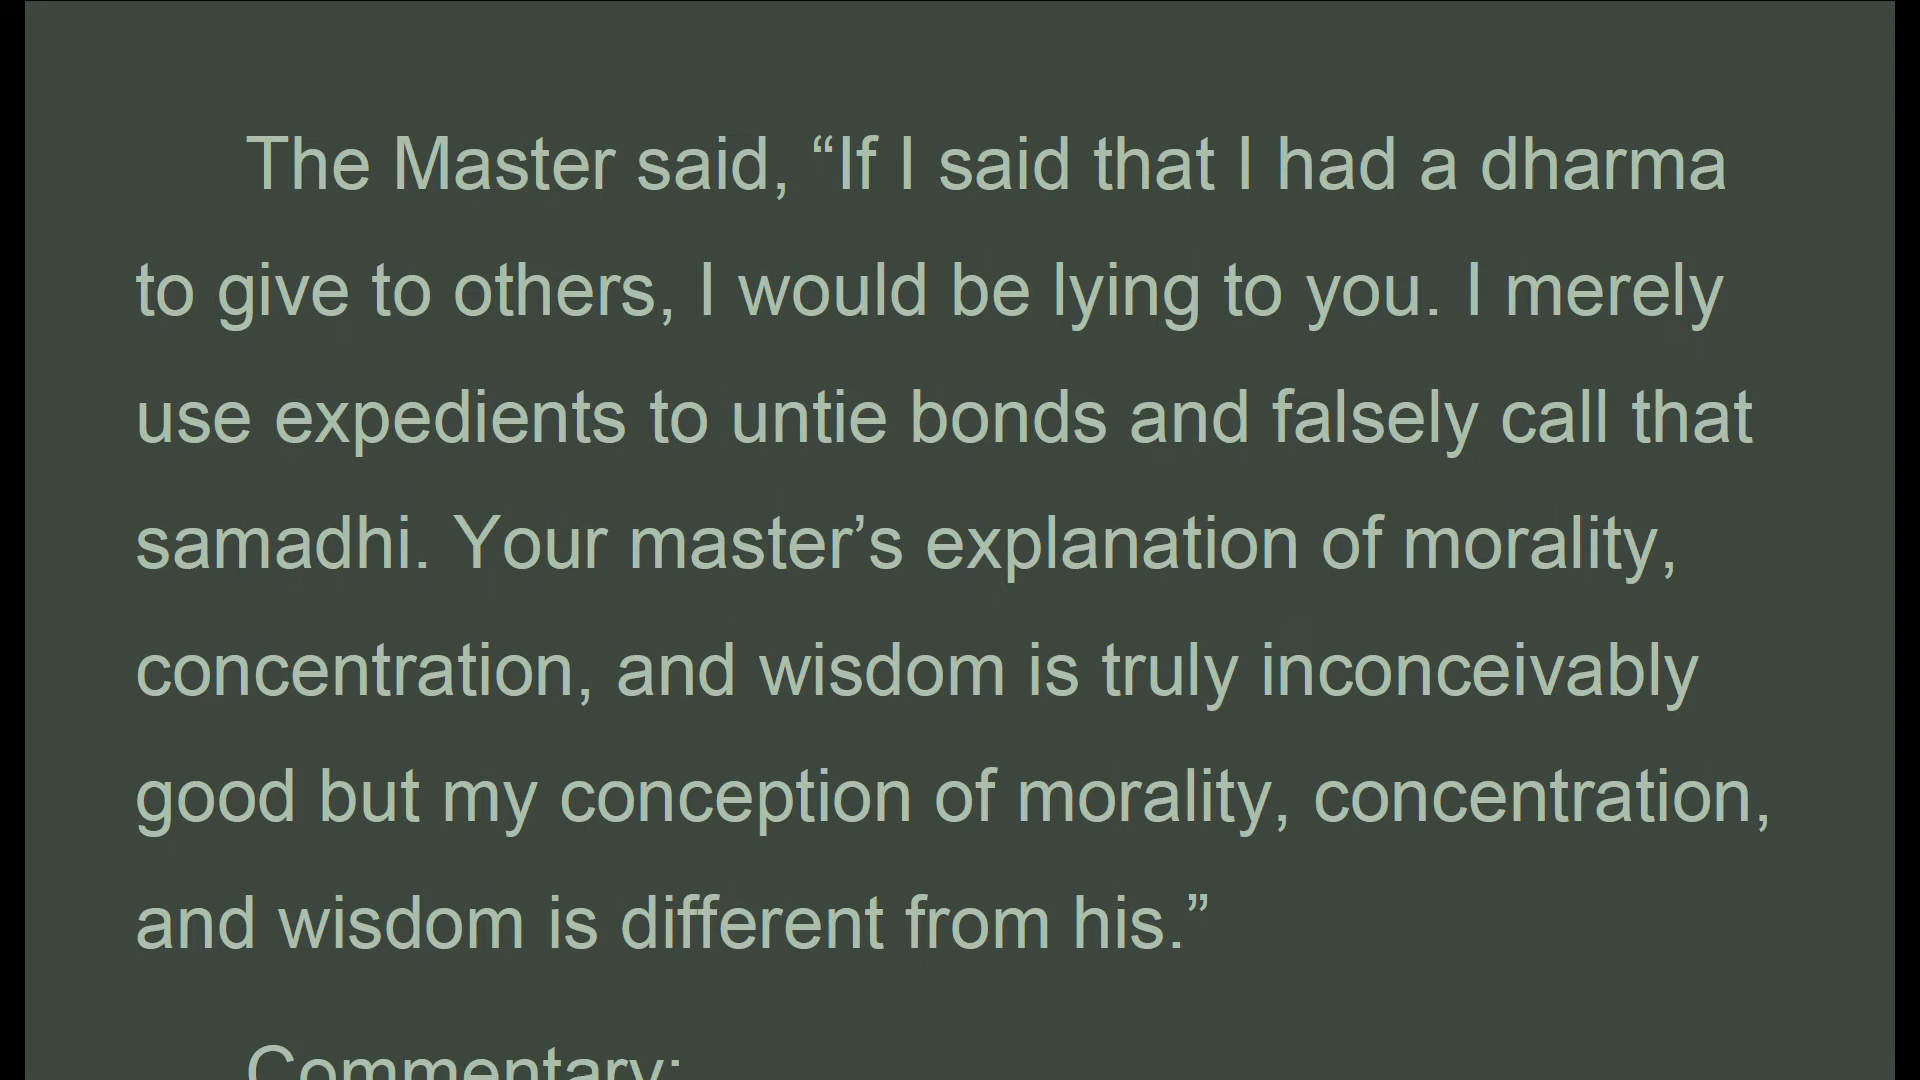 The Master said, “If I said that I had a dharma
to give to others, I would be lying to you. I merely
use expedients to untie bonds and falsely call that
samadhi. Your master’s explanation of morality,
concentration, and wisdom is truly inconceivably
good but my conception of morality, concentration,
and wisdom is different from his.”
Commentary: